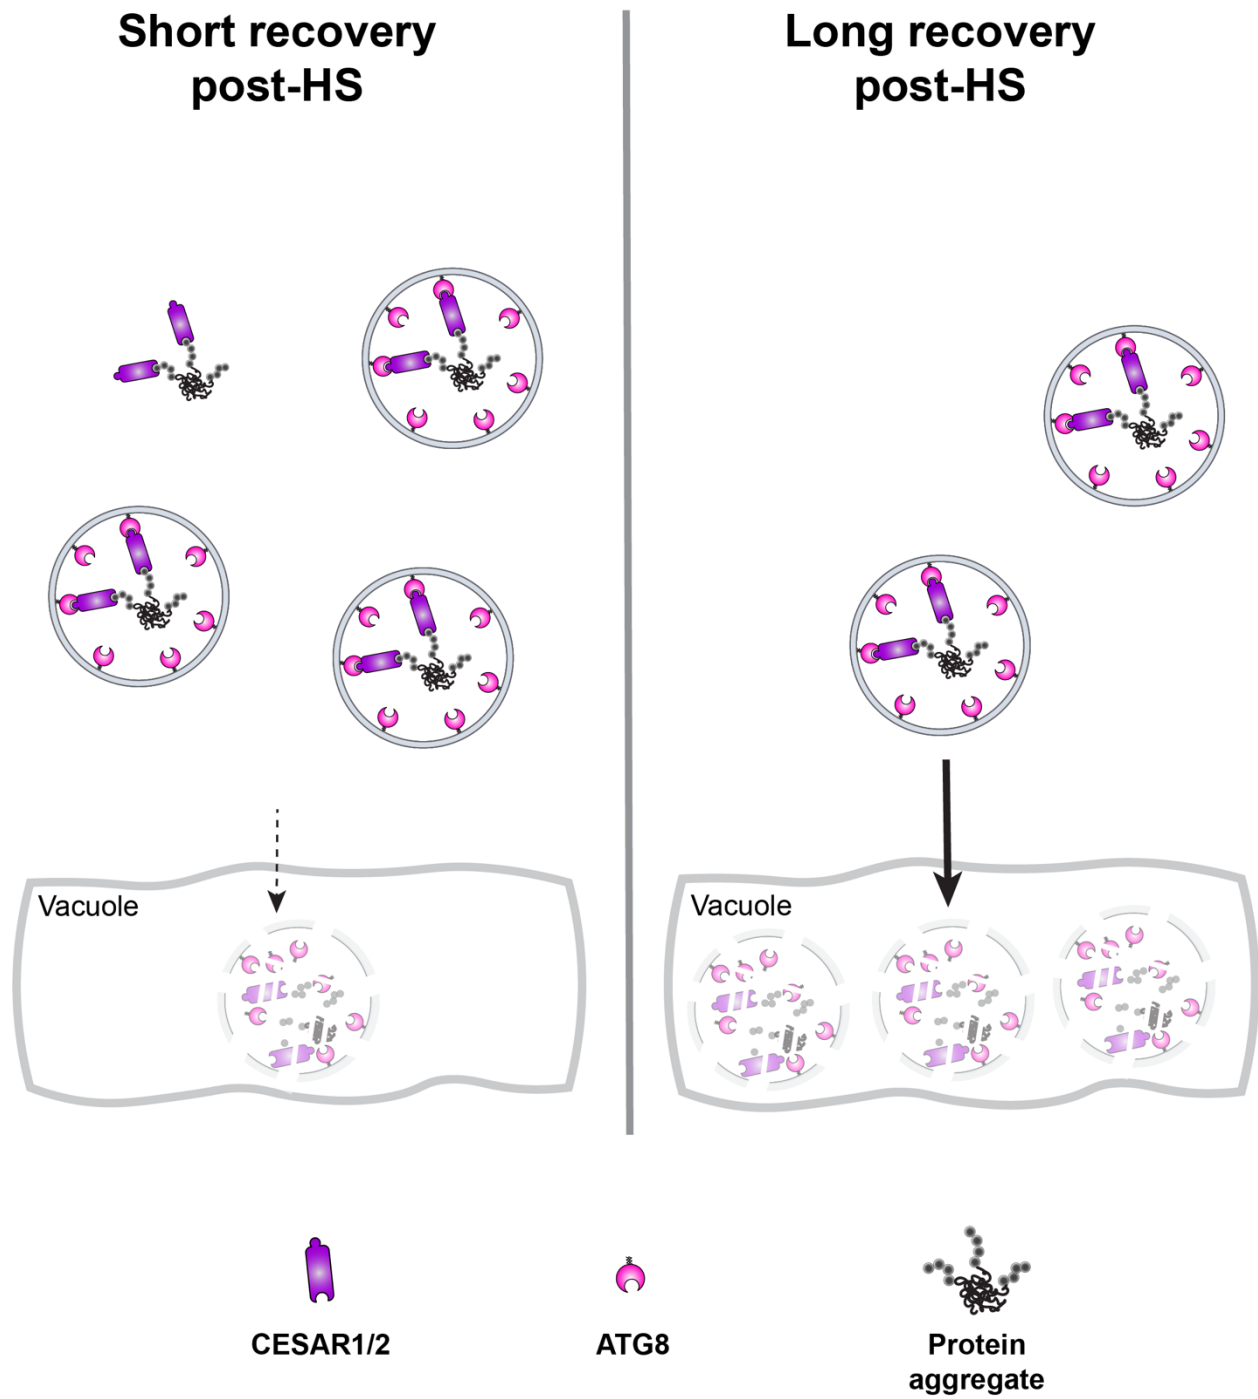 Short recovery
post-HS
Long recovery
post-HS
Vacuole
Vacuole
CESAR1/2
ATG8
Protein
aggregate